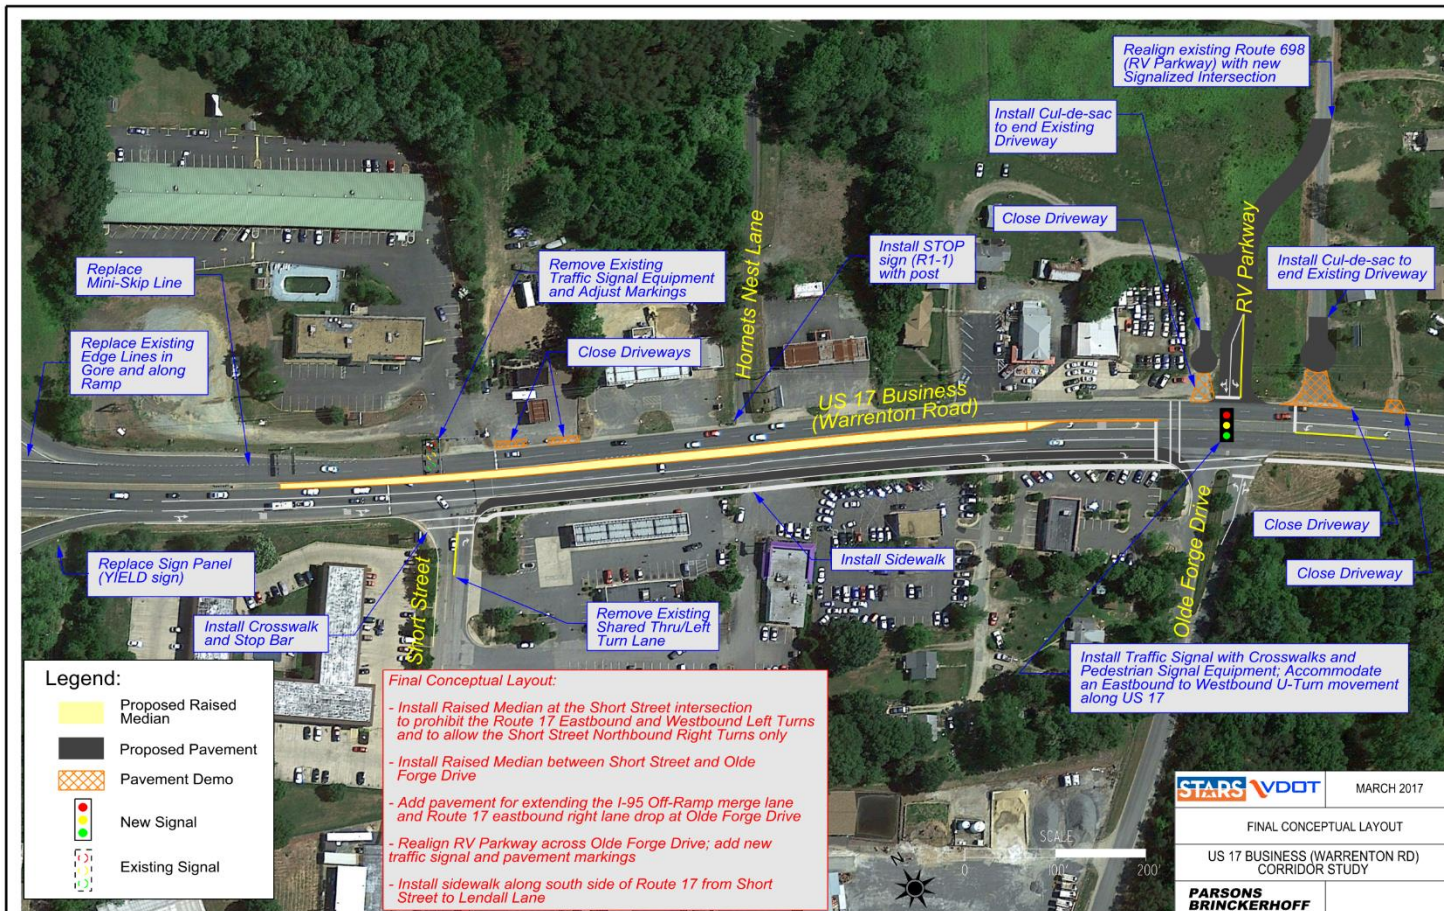 Realign existing Route 698
(RV Parkway) with new
Signalized Intersection
Install Cul-de-sac
to end Existing
Driveway
Close Driveway
RV Parkway
Install Cul-de-sac to
end Existing Driveway
Hornets Nest Lane
Install STOP
sign (R1-1)
with post
Remove Existing
Traffic Signal Equipment
and Adjust Markings
Replace
Mini-Skip Line
Replace Existing
Edge Lines in
Gore and along
Ramp
Close Driveways
US 17 Business
(Warrenton Road)
Close Driveway
Close Driveway
Olde Forge Drive
Install Sidewalk
Replace Sign Panel
(YIELD sign)
Install Crosswalk
and Stop Bar
Short Street
Remove Existing
Shared Thru/Left
Turn Lane
Install Traffic Signal with Crosswalks and
Pedestrian Signal Equipment; Accommodate
an Eastbound to Westbound U-Turn movement
along US 17
Legend:
Proposed Raised
Median
Proposed Pavement
Pavement Demo
New Signal
Existing Signal
Final Conceptual Layout:
- Install Raised Median at the Short Street intersection
to prohibit the Route 17 Eastbound and Westbound Left Turns
and to allow the Short Street Northbound Right Turns only
- Install Raised Median between Short Street and Olde
Forge Drive
- Add pavement for extending the I-95 Off-Ramp merge lane
and Route 17 eastbound right lane drop at Olde Forge Drive
- Realign RV Parkway across Olde Forge Drive; add new
traffic signal and pavement markings
- Install sidewalk along south side of Route 17 from Short
Street to Lendall Lane
N
SCALE
0 100' 200'
STARS VDOT
MARCH 2017
FINAL CONCEPTUAL LAYOUT
US 17 BUSINESS (WARRENTON RD)
CORRIDOR STUDY
PARSONS
BRINCKERHOFF